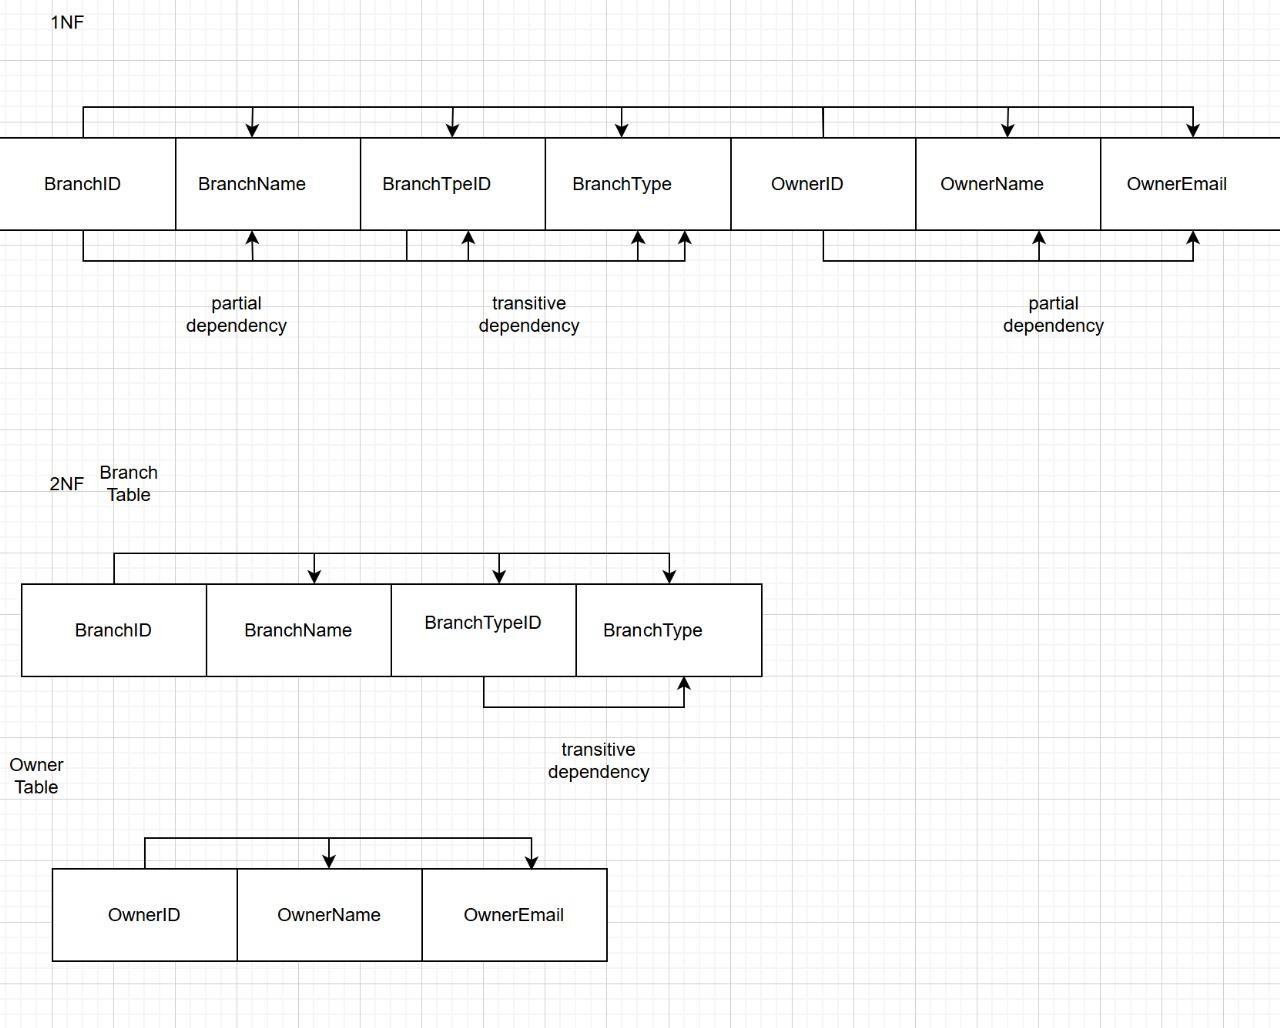 1NF
BranchID BranchName BranchTpeID BranchType OwnerID OwnerName OwnerEmail
partial
dependency
transitive
dependency
partial
dependency
2NF
Branch
Table
BranchID BranchName BranchTypeID BranchType
transitive
dependency
Owner
Table
OwnerID OwnerName OwnerEmail